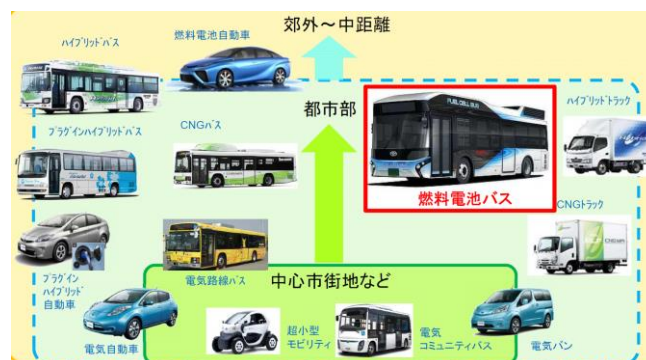 郊外～中距離
ﾊｲﾌﾞﾘｯﾄﾞﾊﾞｽ
燃料電池自動車
都市部
FUEL CELL BUS
ﾊｲﾌﾞﾘｯﾄﾞﾄﾗｯｸ
ﾌﾟﾗｸﾞｲﾝﾊｲﾌﾞﾘｯﾄﾞﾊﾞｽ
CNGﾊﾞｽ
燃料電池バス
CNGﾄﾗｯｸ
ﾌﾟﾗｸﾞｲﾝ
ﾊｲﾌﾞﾘｯﾄﾞ
自動車
電気路線ﾊﾞｽ
中心市街地など
電気自動車
超小型
モビリティ
電気
ｺﾐｭﾆﾃｨﾊﾞｽ
電気バン